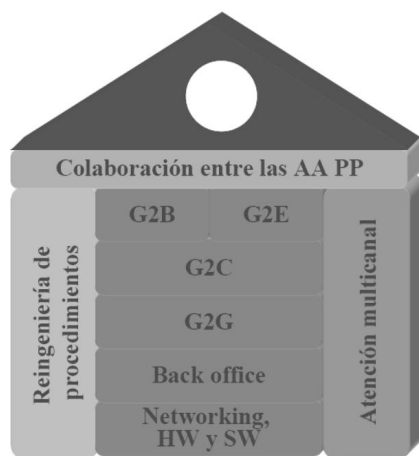 Colaboración entre las AA PP
Reingeniería de
procedimientos
G2B
G2E
G2C
G2G
Back office
Networking,
HW y SW
Atención multicanal